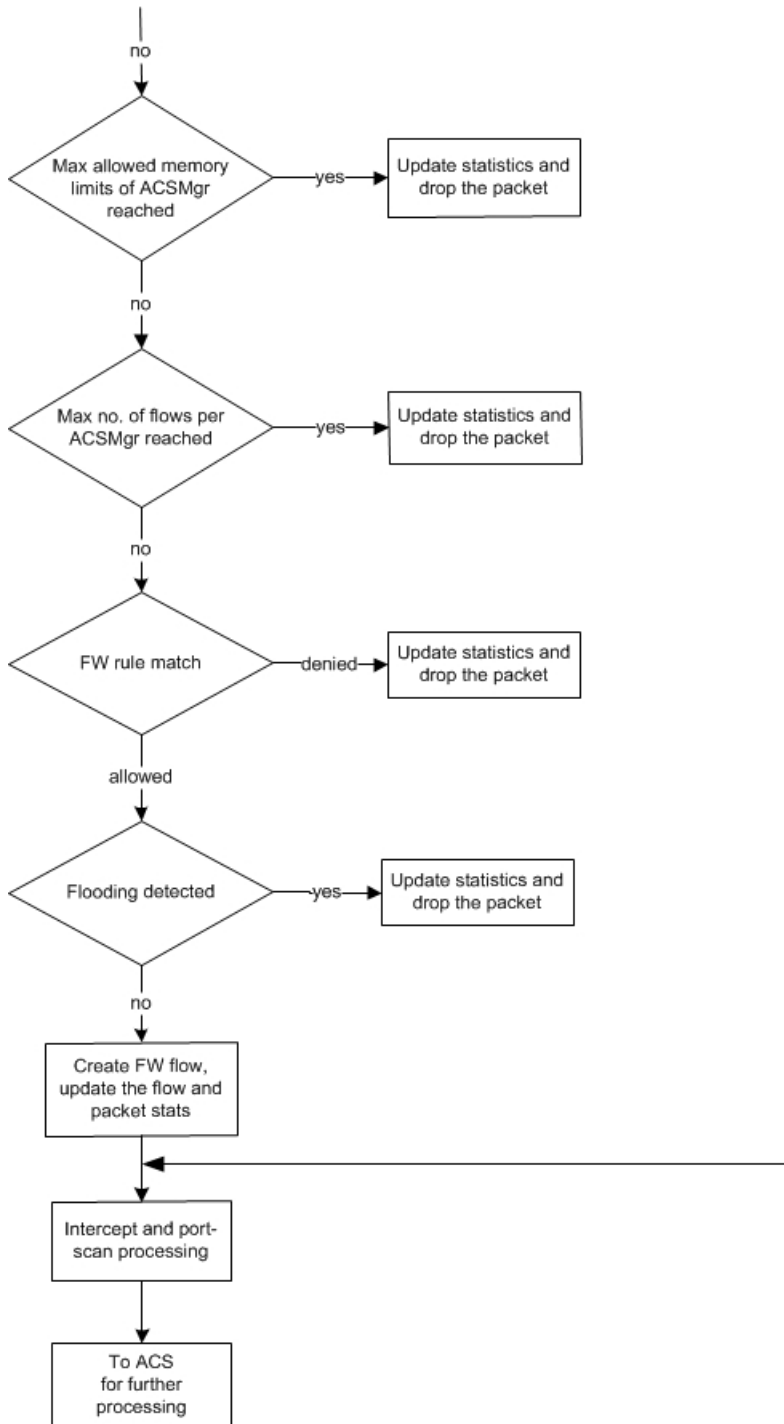 no
Max allowed memory
limits of ACSMgr
reached
yes
Update statistics and
drop the packet
no
Max no. of flows per
ACSMgr reached
yes
Update statistics and
drop the packet
no
FW rule match
denied
Update statistics and
drop the packet
allowed
Flooding detected
yes
Update statistics and
drop the packet
no
Create FW flow,
update the flow and
packet stats
Intercept and port-
scan processing
To ACS
for further
processing